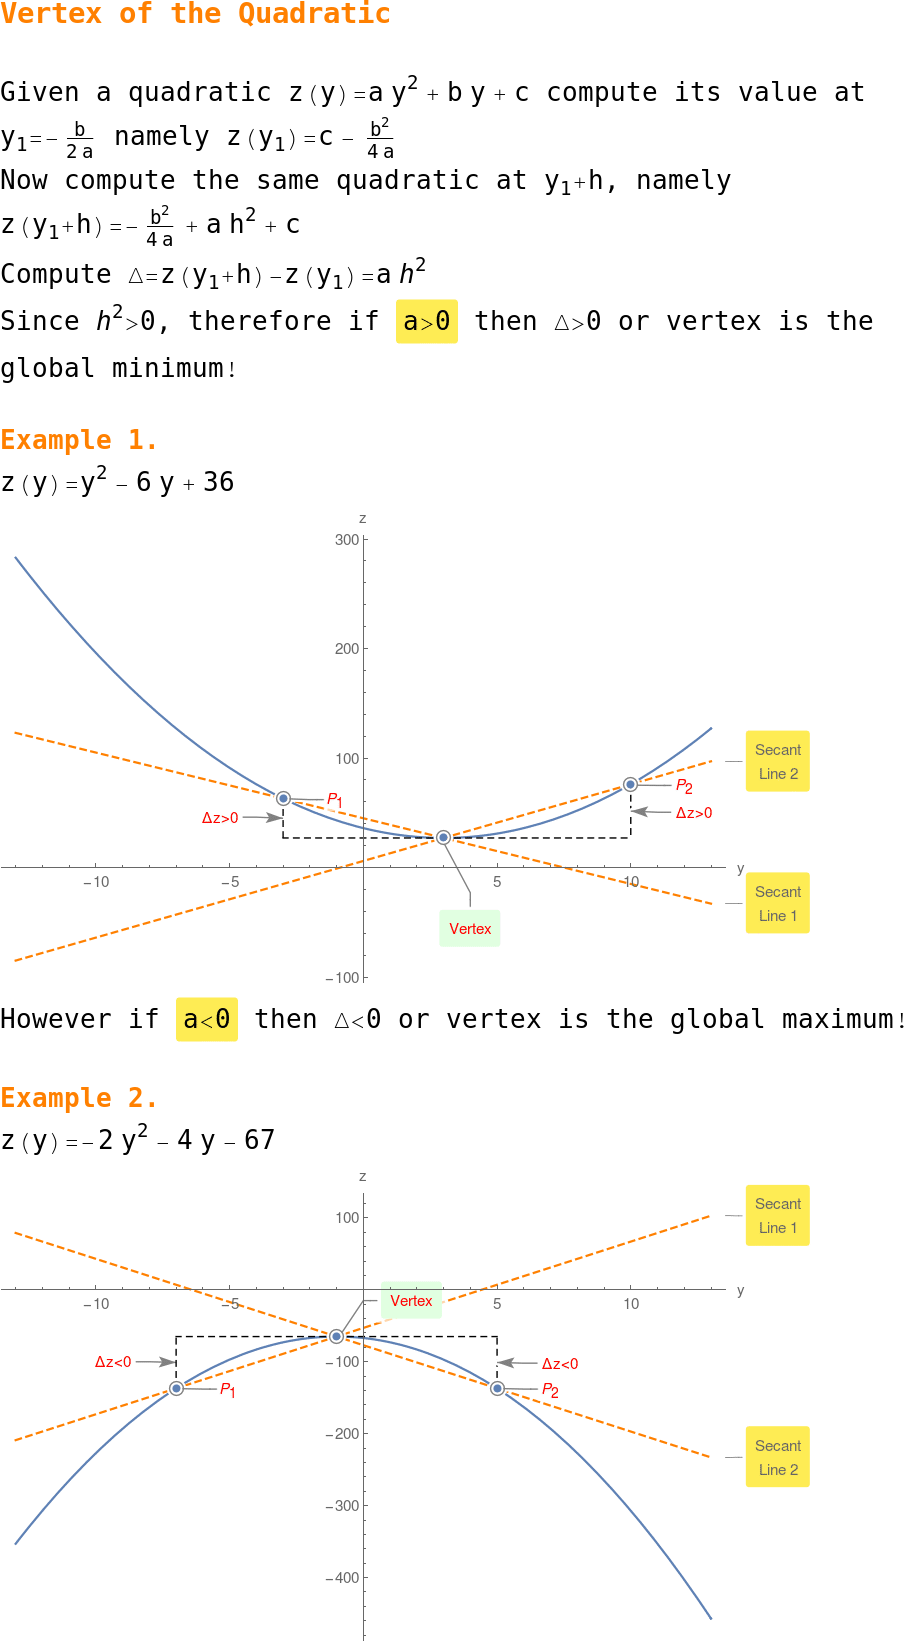 Vertex of the Quadratic
Given a quadratic z(y)=a y² + b y + c compute its value at
y₁=- b/(2 a) namely z(y₁)=c - b²/(4 a)
Now compute the same quadratic at y₁+h, namely
z(y₁+h)=- b²/(4 a) + a h² + c
Compute Δ=z(y₁+h)-z(y₁)=a h²
Since h²>0, therefore if a>0 then Δ>0 or vertex is the
global minimum!
Example 1.
z(y)=y² - 6 y + 36
z
300
200
100
Secant
Line 2
P₁
P₂
Δz>0
Δz>0
y
-10
-5
5
10
Secant
Line 1
Vertex
-100
However if a<0 then Δ<0 or vertex is the global maximum!
Example 2.
z(y)=-2 y² - 4 y - 67
z
100
Secant
Line 1
y
-10
-5
5
10
Vertex
-100
Δz<0
Δz<0
P₁
P₂
-200
Secant
Line 2
-300
-400